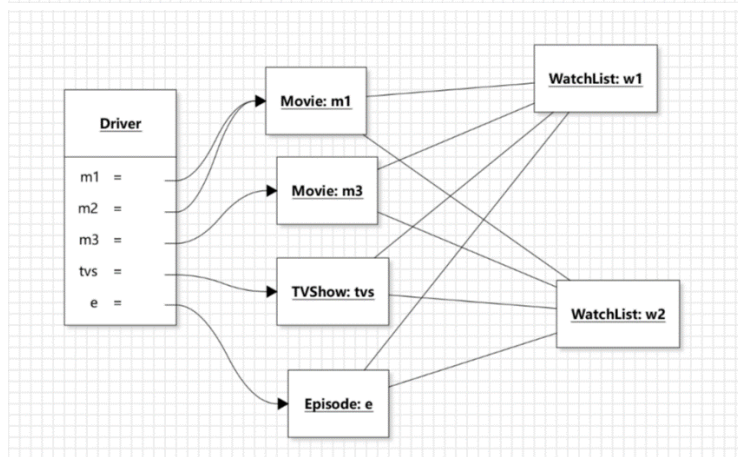 Driver
m1 =
m2 =
m3 =
tvs =
e =
Movie: m1
Movie: m3
TVShow: tvs
Episode: e
WatchList: w1
WatchList: w2